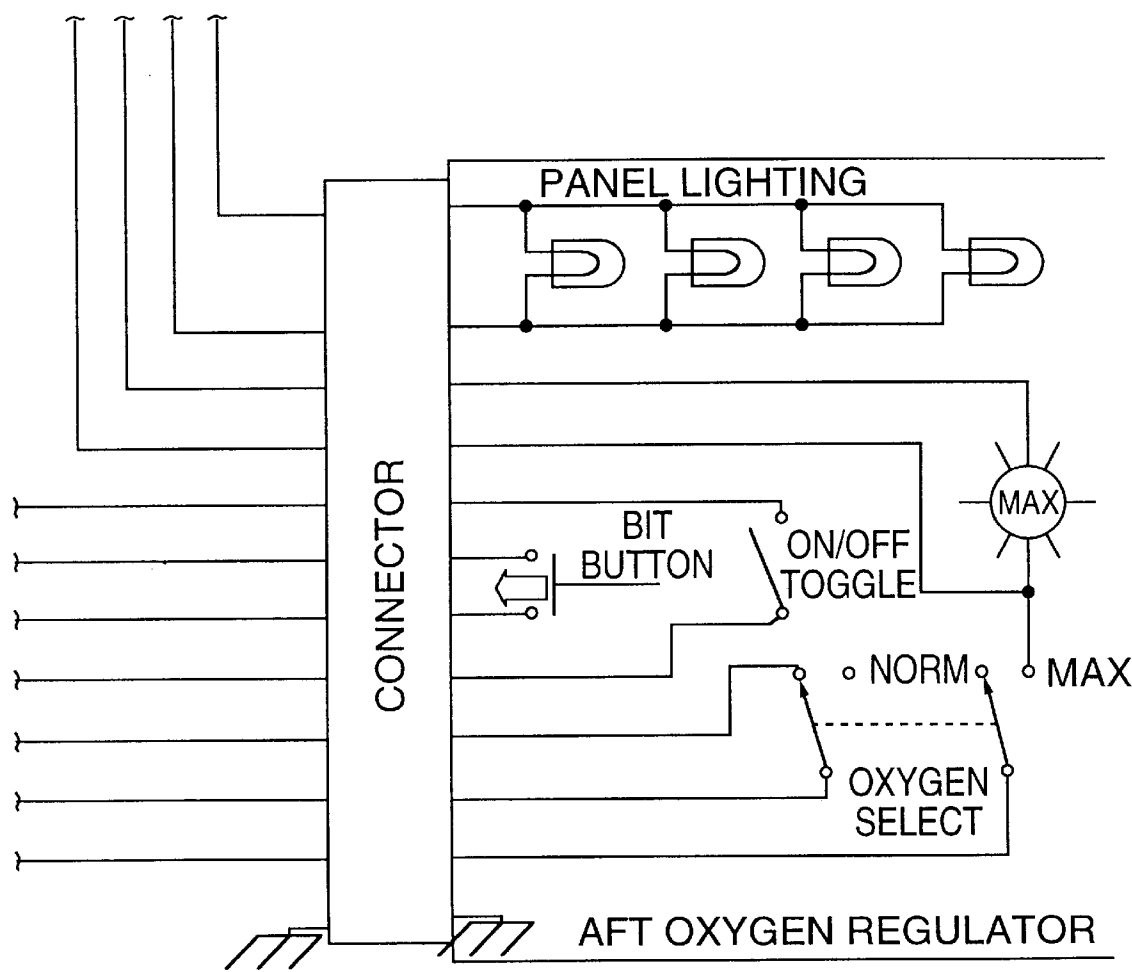 PANEL LIGHTING
CONNECTOR
MAX
BIT
BUTTON
ON/OFF
TOGGLE
NORM
MAX
OXYGEN
SELECT
AFT OXYGEN REGULATOR